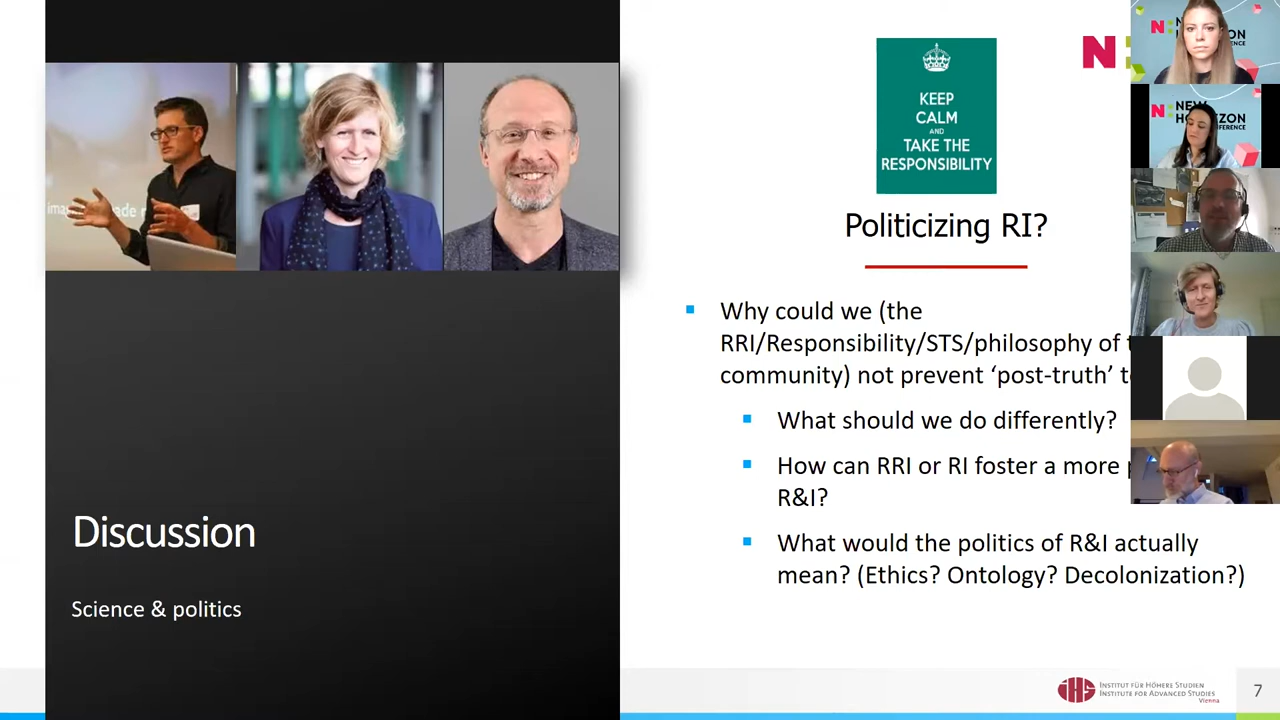 KEEP
CALM
AND
TAKE THE
RESPONSIBILITY
N:
Politicizing RI?
Why could we (the
RRI/Responsibility/STS/philosophy of
community) not prevent ‘post-truth’
What should we do differently?
How can RRI or RI foster a more
R&I?
What would the politics of R&I actually
mean? (Ethics? Ontology? Decolonization?)
Discussion
Science & politics
iHS
INSTITUT FÜR HÖHERE STUDIEN
INSTITUTE FOR ADVANCED STUDIES
Vienna
7